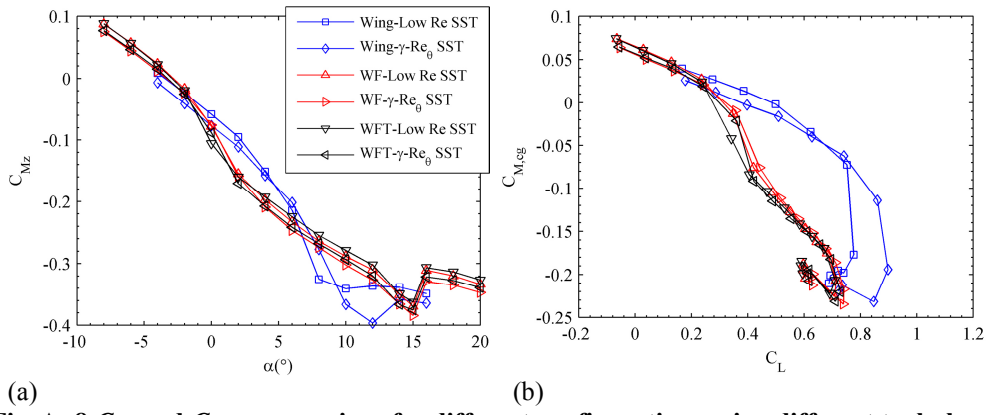 0.1
0
-0.1
-0.2
-0.3
-0.4
-10
-5
0
5
10
15
20
C_Mz
α(°)
Wing-Low Re SST
Wing-γ-Re_θ SST
WF-Low Re SST
WF-γ-Re_θ SST
WFT-Low Re SST
WFT-γ-Re_θ SST
(a)
0.1
0.05
0
-0.05
-0.1
-0.15
-0.2
-0.25
-0.2
0
0.2
0.4
0.6
0.8
1
1.2
C_M,cg
C_L
(b)